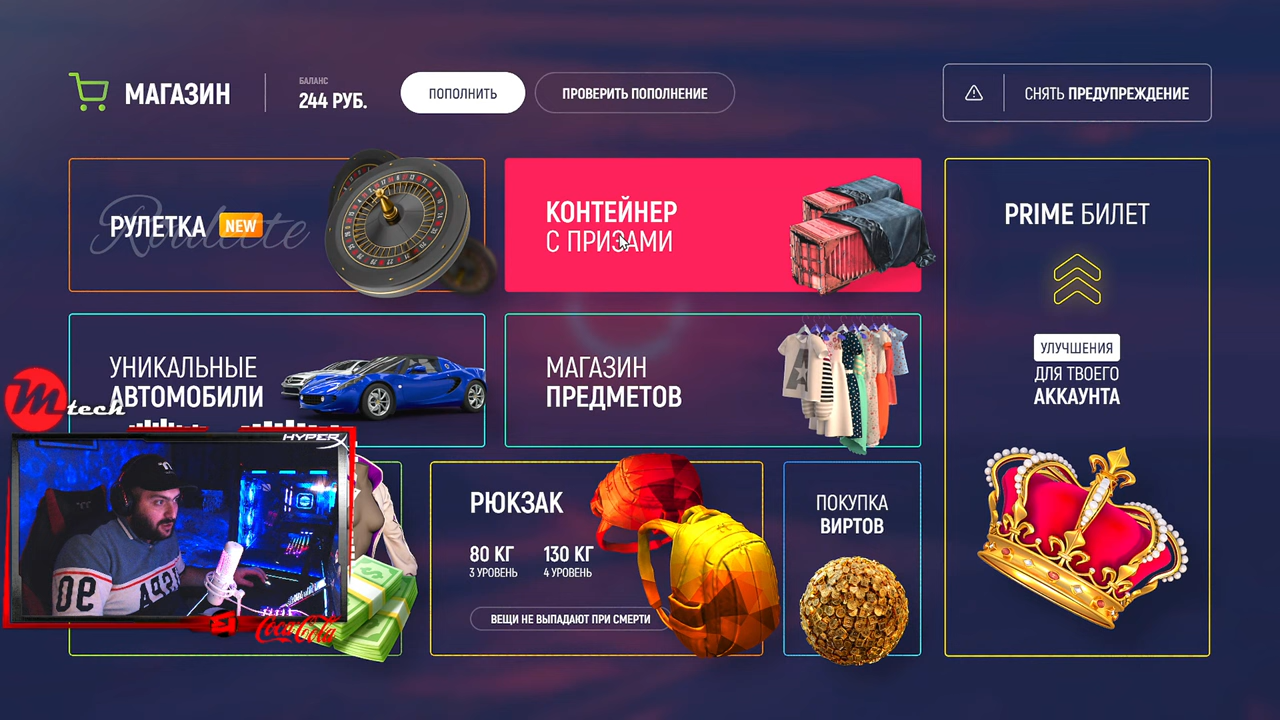 МАГАЗИН
БАЛАНС
244 РУБ.
ПОПОЛНИТЬ
ПРОВЕРИТЬ ПОПОЛНЕНИЕ
СНЯТЬ ПРЕДУПРЕЖДЕНИЕ
Roulette
РУЛЕТКА NEW
КОНТЕЙНЕР
С ПРИЗАМИ
PRIME БИЛЕТ
УЛУЧШЕНИЯ
ДЛЯ ТВОЕГО
АККАУНТА
УНИКАЛЬНЫЕ
АВТОМОБИЛИ
МАГАЗИН
ПРЕДМЕТОВ
M tech
HYPER
Coca-Cola
РЮКЗАК
80 КГ 130 КГ
3 УРОВЕНЬ 4 УРОВЕНЬ
ВЕЩИ НЕ ВЫПАДАЮТ ПРИ СМЕРТИ
ПОКУПКА
ВИРТОВ